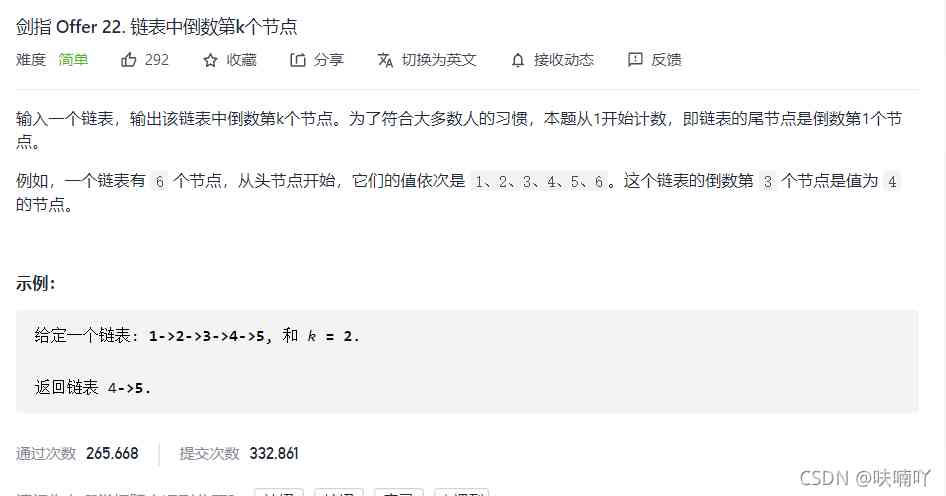 剑指 Offer 22. 链表中倒数第k个节点
难度 简单 292 收藏 分享 切换为英文 接收动态 反馈
输入一个链表，输出该链表中倒数第k个节点。为了符合大多数人的习惯，本题从1开始计数，即链表的尾节点是倒数第1个节
点。
例如，一个链表有 6 个节点，从头节点开始，它们的值依次是 1、2、3、4、5、6。这个链表的倒数第 3 个节点是值为 4
的节点。
示例：
给定一个链表: 1->2->3->4->5, 和 k = 2.
返回链表 4->5.
通过次数 265,668 提交次数 332,861
CSDN @呋喃吖